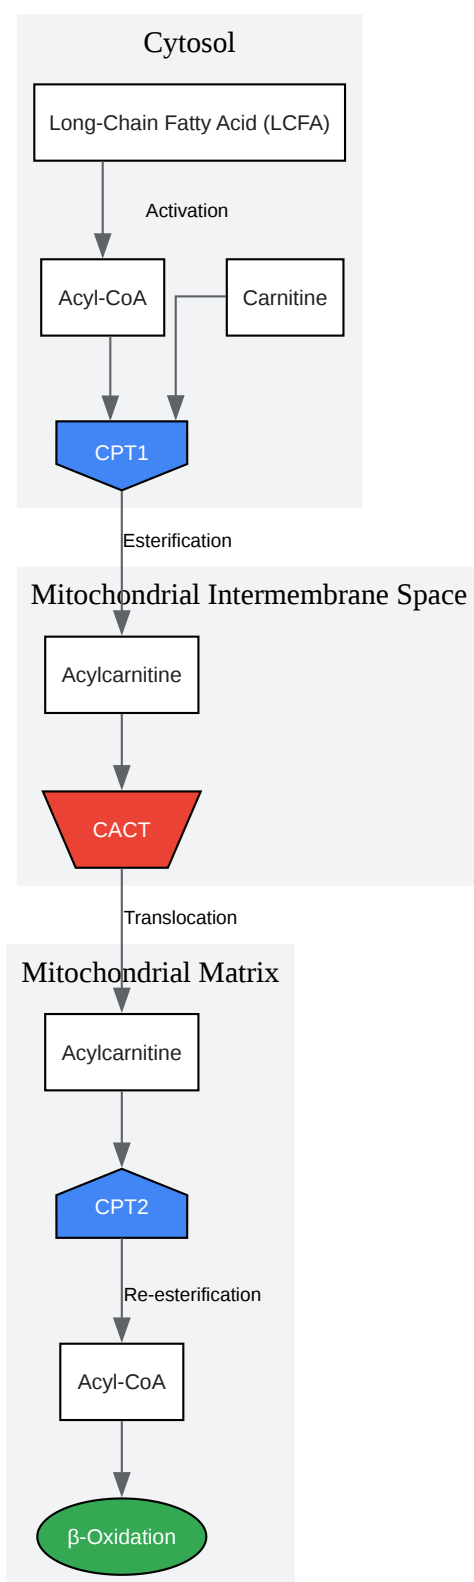 Cytosol
Long-Chain Fatty Acid (LCFA)
Activation
Acyl-CoA
Carnitine
CPT1
Esterification
Mitochondrial Intermembrane Space
Acylcarnitine
CACT
Translocation
Mitochondrial Matrix
Acylcarnitine
CPT2
Re-esterification
Acyl-CoA
β-Oxidation